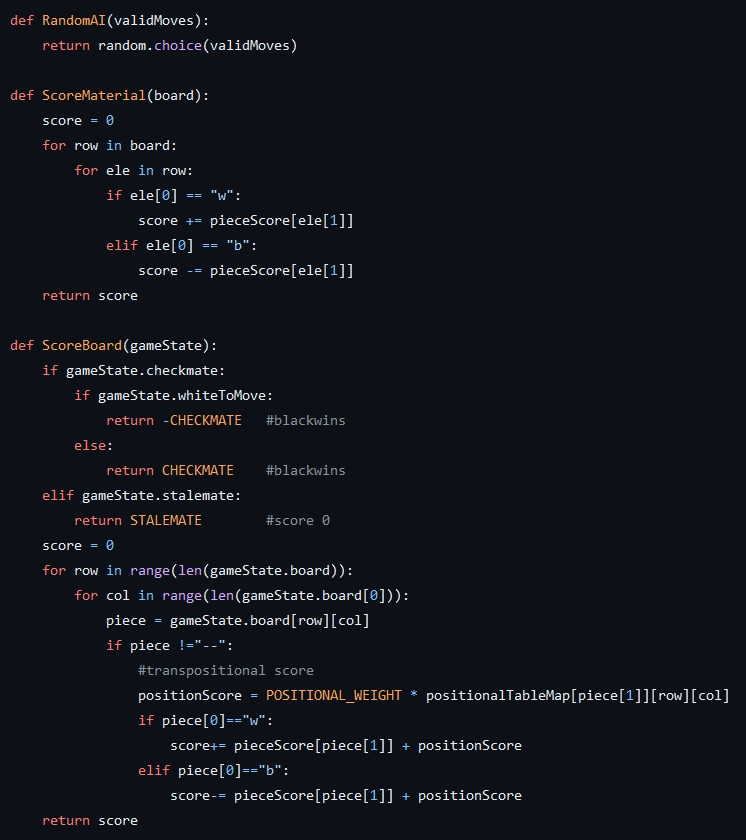 def RandomAI(validMoves):
    return random.choice(validMoves)

def ScoreMaterial(board):
    score = 0
    for row in board:
        for ele in row:
            if ele[0] == "w":
                score += pieceScore[ele[1]]
            elif ele[0] == "b":
                score -= pieceScore[ele[1]]
    return score

def ScoreBoard(gameState):
    if gameState.checkmate:
        if gameState.whiteToMove:
            return -CHECKMATE   #blackwins
        else:
            return CHECKMATE    #blackwins
    elif gameState.stalemate:
        return STALEMATE        #score 0
    score = 0
    for row in range(len(gameState.board)):
        for col in range(len(gameState.board[0])):
            piece = gameState.board[row][col]
            if piece !="--":
                #transpositional score
                positionScore = POSITIONAL_WEIGHT * positionalTableMap[piece[1]][row][col]
                if piece[0]=="w":
                    score+= pieceScore[piece[1]] + positionScore
                elif piece[0]=="b":
                    score-= pieceScore[piece[1]] + positionScore
    return score